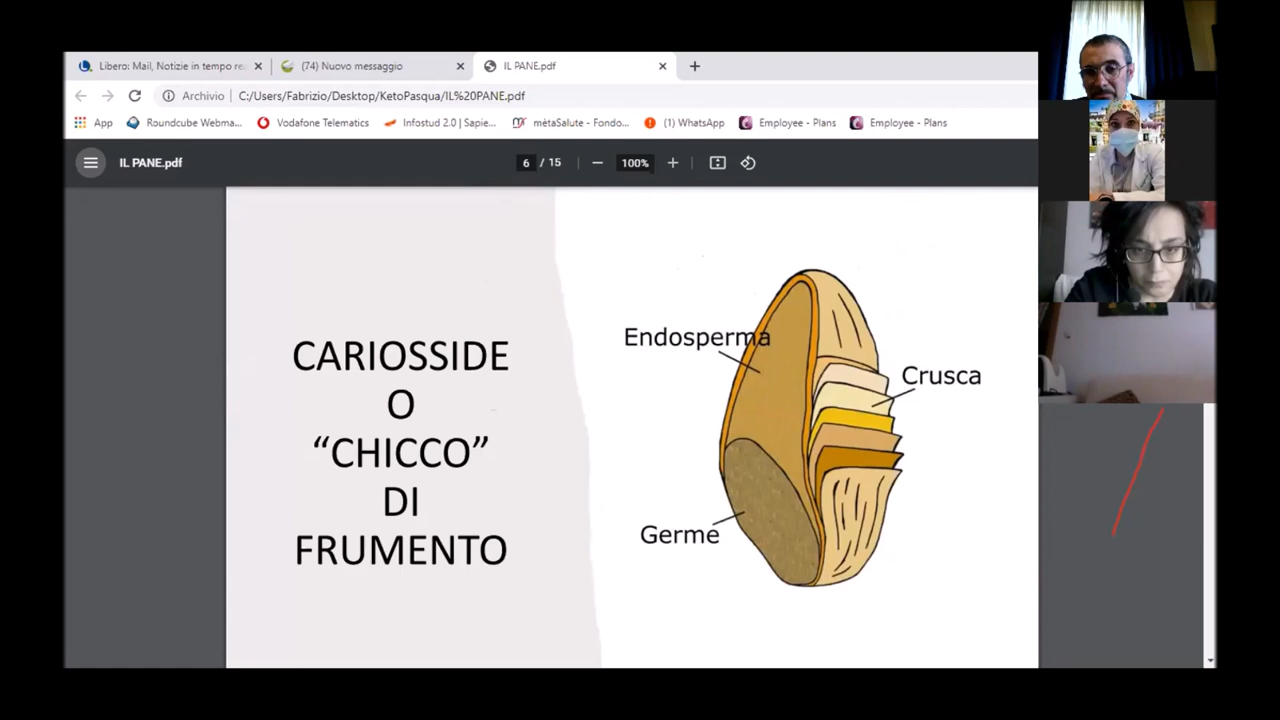 Libero: Mail, Notizie in tempo re
(74) Nuovo messaggio
IL PANE.pdf
Archivio
C:/Users/Fabrizio/Desktop/KetoPasqua/IL%20PANE.pdf
App
Roundcube Webma...
Vodafone Telematics
Infostud 2.0 | Sapie...
mètaSalute - Fondo...
(1) WhatsApp
Employee - Plans
Employee - Plans
IL PANE.pdf
6 / 15
100%
CARIOSSIDE
O
“CHICCO”
DI
FRUMENTO
Endosperma
Crusca
Germe